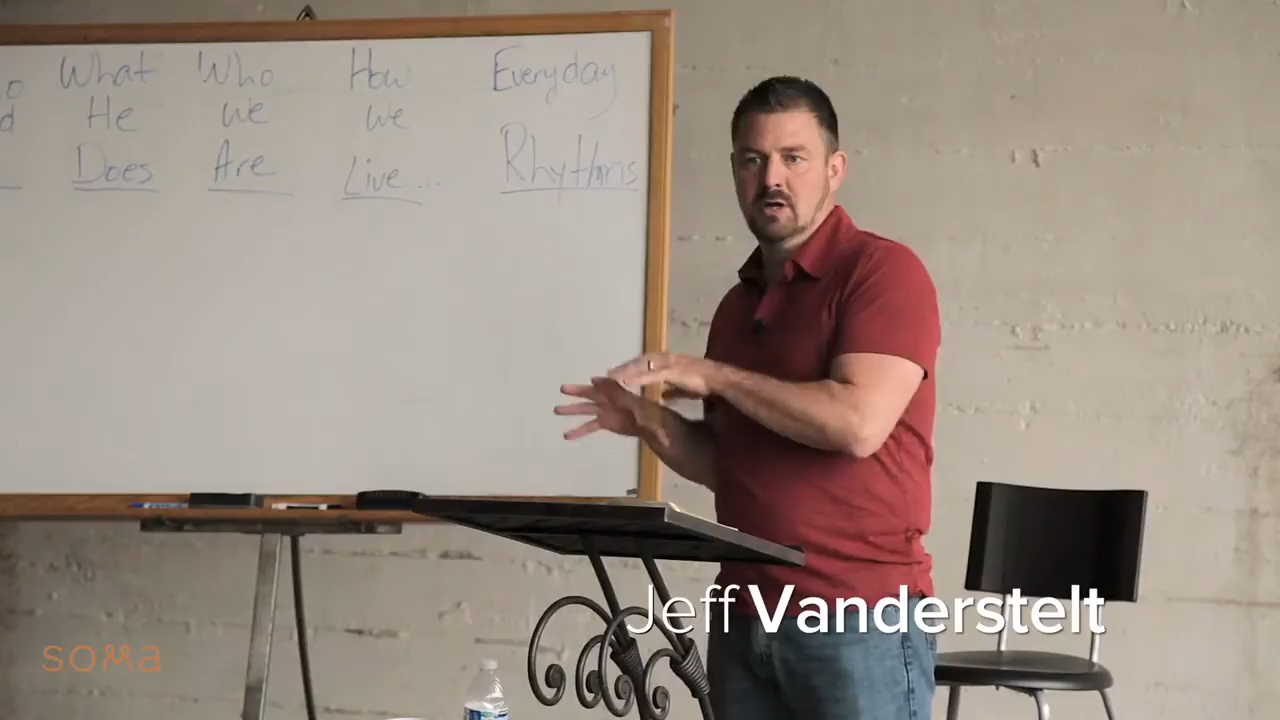 What Who How Everyday
He we we
Does Are Live... Rhythms
Jeff Vanderstelt
soma